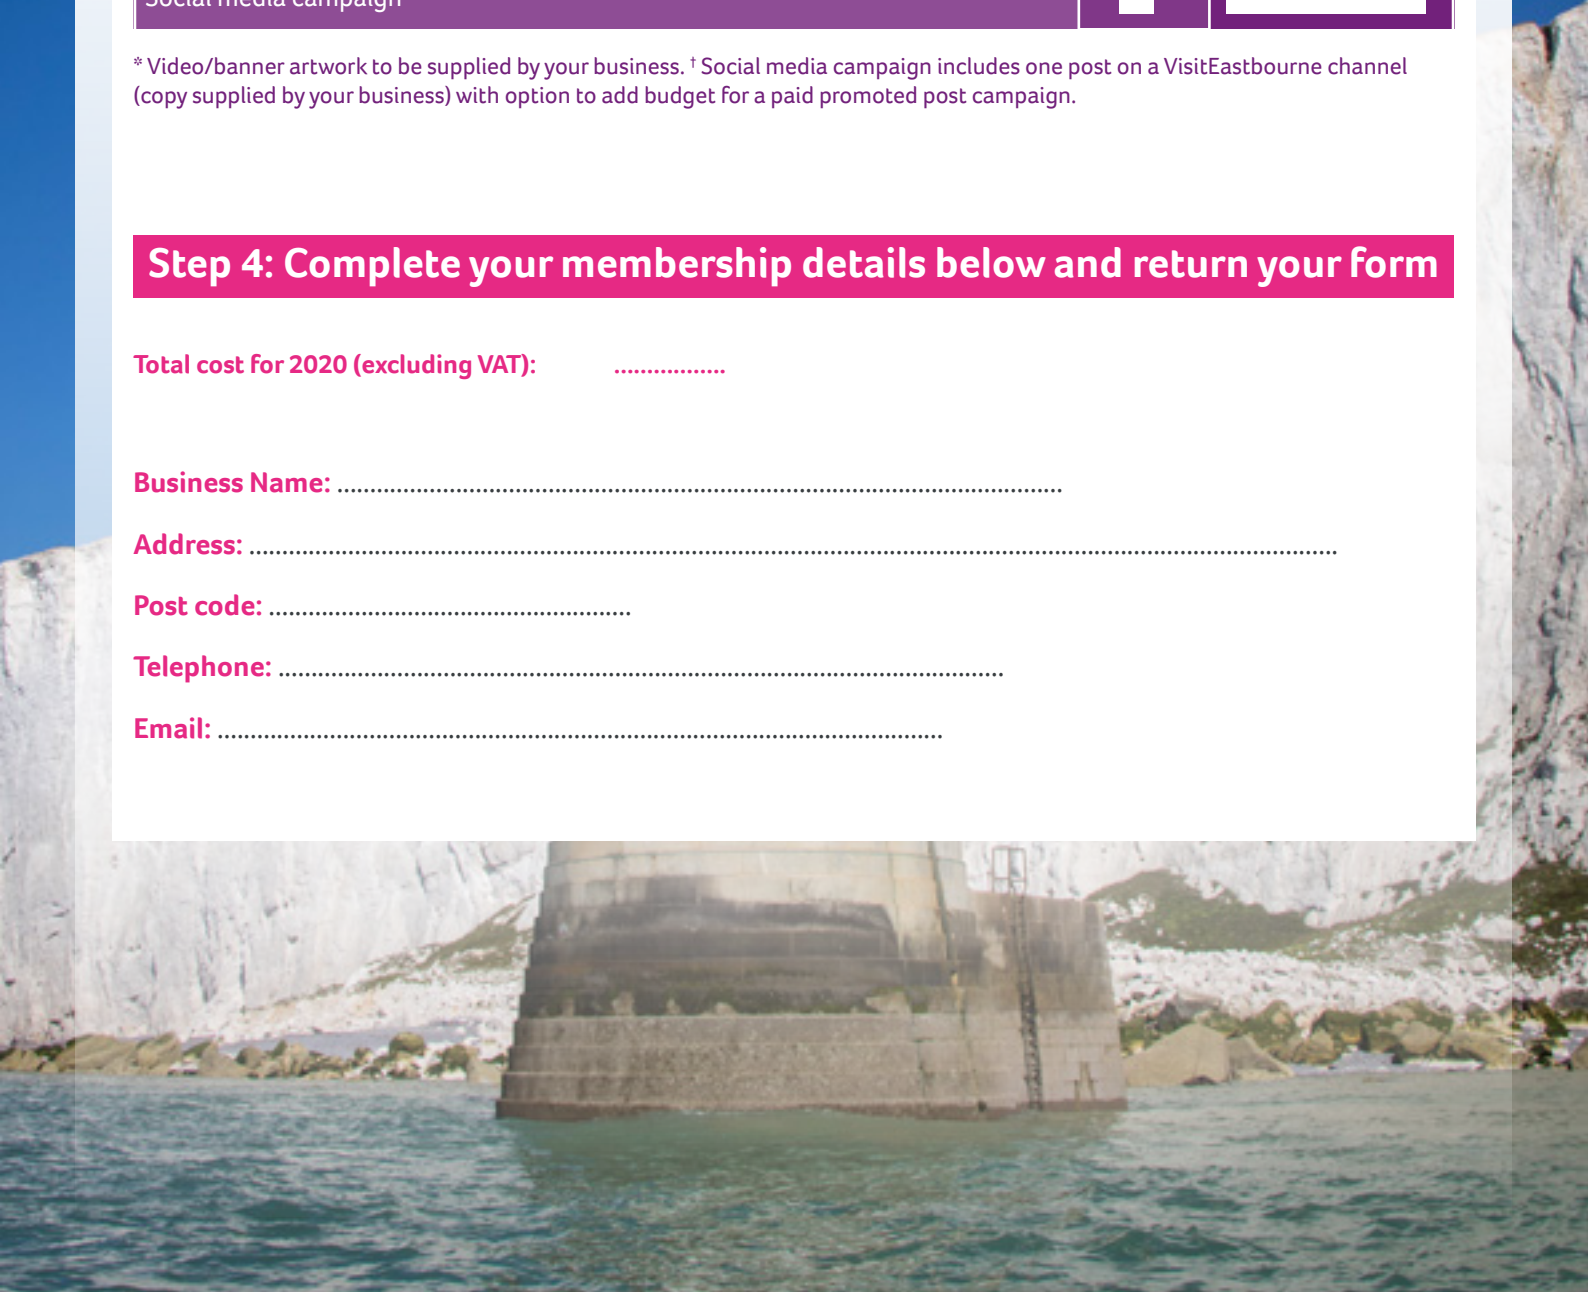 Social media campaign
* Video/banner artwork to be supplied by your business. † Social media campaign includes one post on a VisitEastbourne channel
(copy supplied by your business) with option to add budget for a paid promoted post campaign.
Step 4: Complete your membership details below and return your form
Total cost for 2020 (excluding VAT): .................
Business Name: ..............................................................................................................
Address: .....................................................................................................................................................................
Post code: .......................................................
Telephone: ..............................................................................................................
Email: ..............................................................................................................